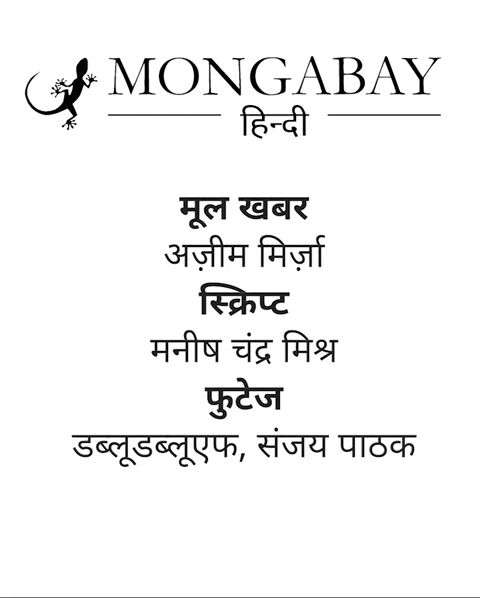 MONGABAY
हिन्दी
मूल खबर
अज़ीम मिर्ज़ा
स्क्रिप्ट
मनीष चंद्र मिश्र
फुटेज
डब्लूडब्लूएफ, संजय पाठक